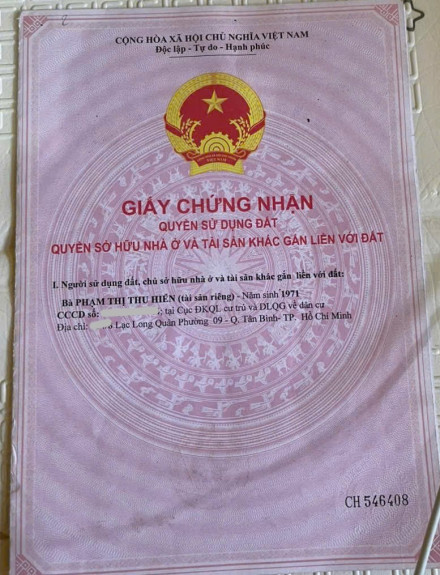 CỘNG HÒA XÃ HỘI CHỦ NGHĨA VIỆT NAM
Độc lập - Tự do - Hạnh phúc
VIỆT NAM
GIẤY CHỨNG NHẬN
QUYỀN SỬ DỤNG ĐẤT
QUYỀN SỞ HỮU NHÀ Ở VÀ TÀI SẢN KHÁC GẮN LIỀN VỚI ĐẤT
I. Người sử dụng đất, chủ sở hữu nhà ở và tài sản khác gắn liền với đất:
Bà PHẠM THỊ THU HIỀN (tài sản riêng) - Năm sinh 1971
CCCD số: ; tại Cục ĐKQL cư trú và DLQG về dân cư
Địa chỉ: Lạc Long Quân Phường 09 - Q. Tân Bình- TP. Hồ Chí Minh
CH 546408